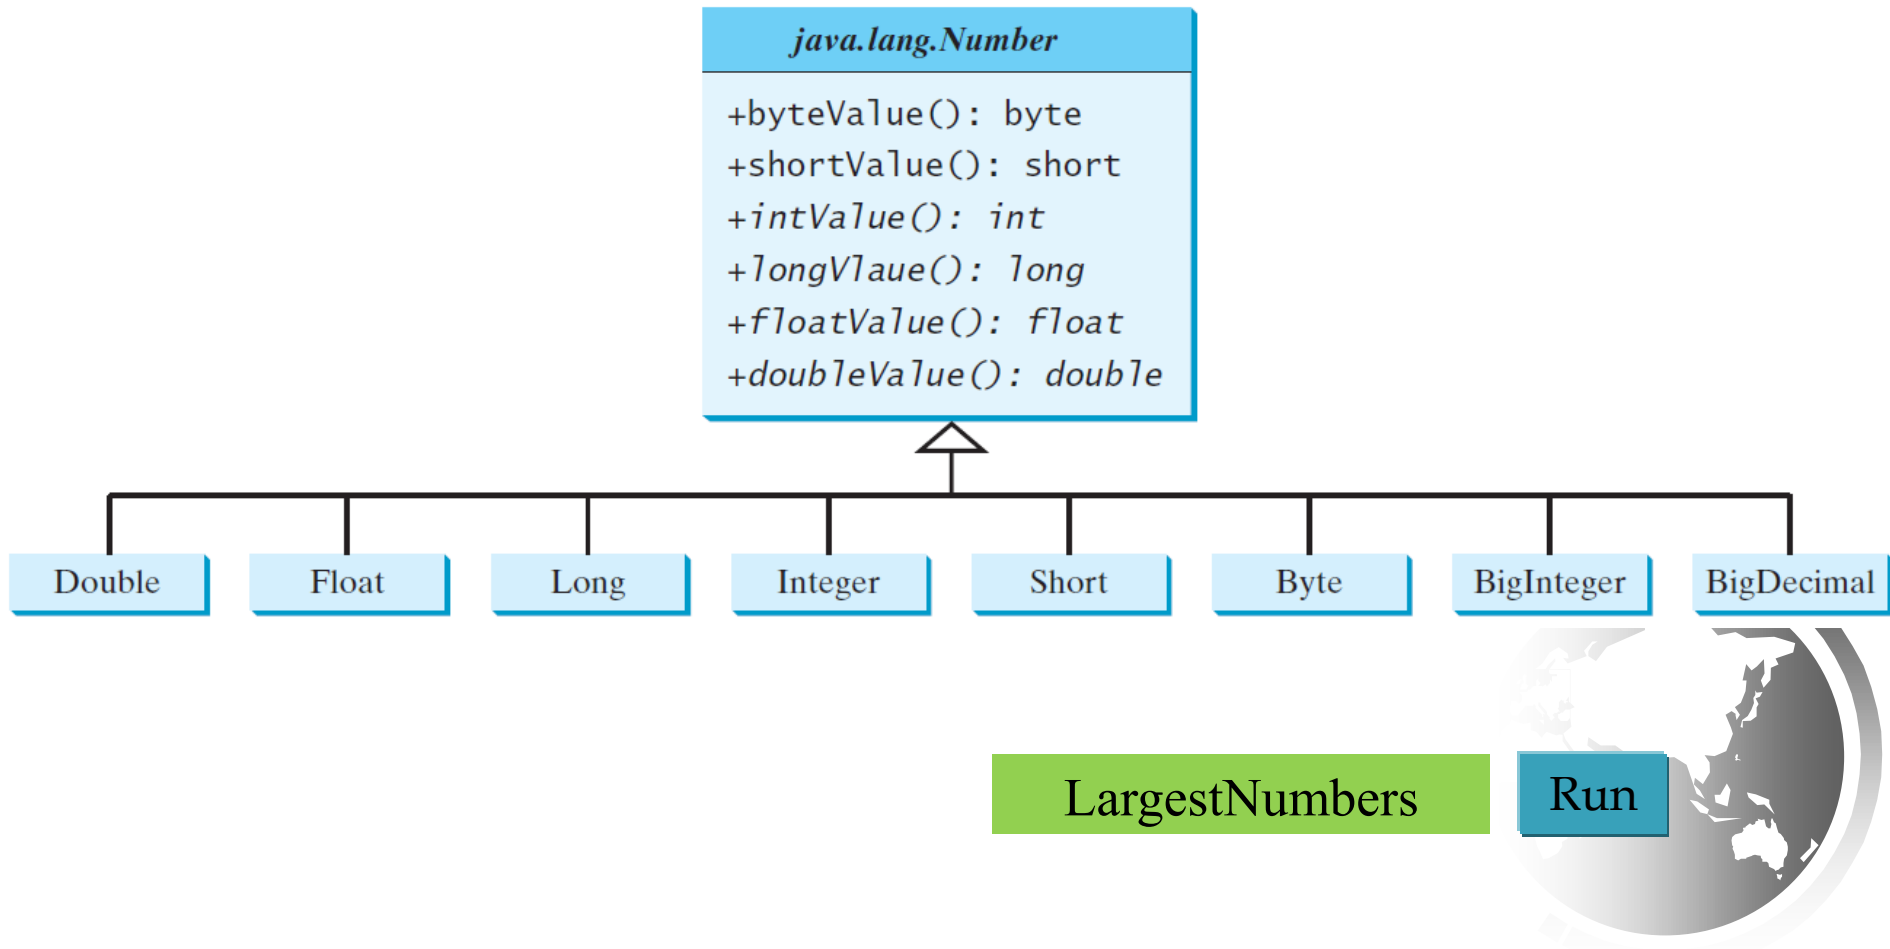 java.lang.Number
+byteValue(): byte
+shortValue(): short
+intValue(): int
+longVlaue(): long
+floatValue(): float
+doubleValue(): double
Double Float Long Integer Short Byte BigInteger BigDecimal
LargestNumbers Run